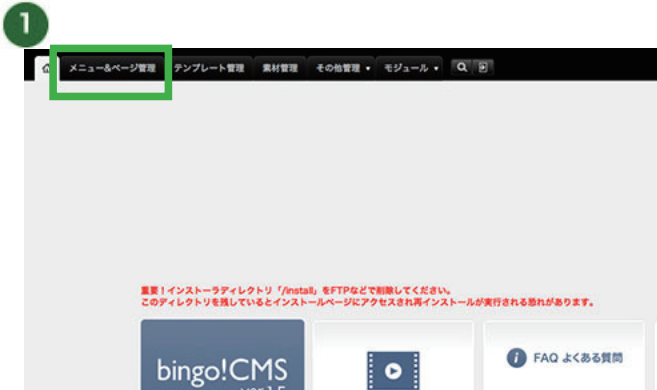 1
メニュー&ページ管理 テンプレート管理 素材管理 その他管理 ▼ モジュール ▼
重要！インストーラディレクトリ「/install」をFTPなどで削除してください。
このディレクトリを残しているとインストールページにアクセスされ再インストールが実行される恐れがあります。
bingo!CMS
FAQ よくある質問